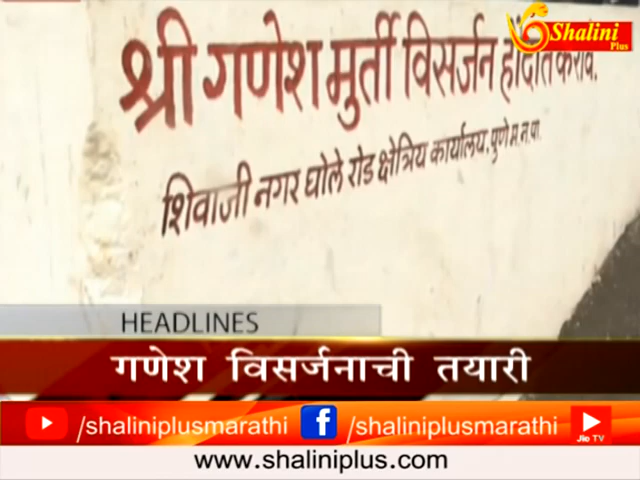 Shalini
Plus
श्री गणेश मुर्ती विसर्जन हौदात करावे.
शिवाजी नगर घोले रोड क्षेत्रिय कार्यालय, पुणे म.न.पा.
HEADLINES
गणेश विसर्जनाची तयारी
/shaliniplusmarathi
/shaliniplusmarathi
Jio TV
www.shaliniplus.com